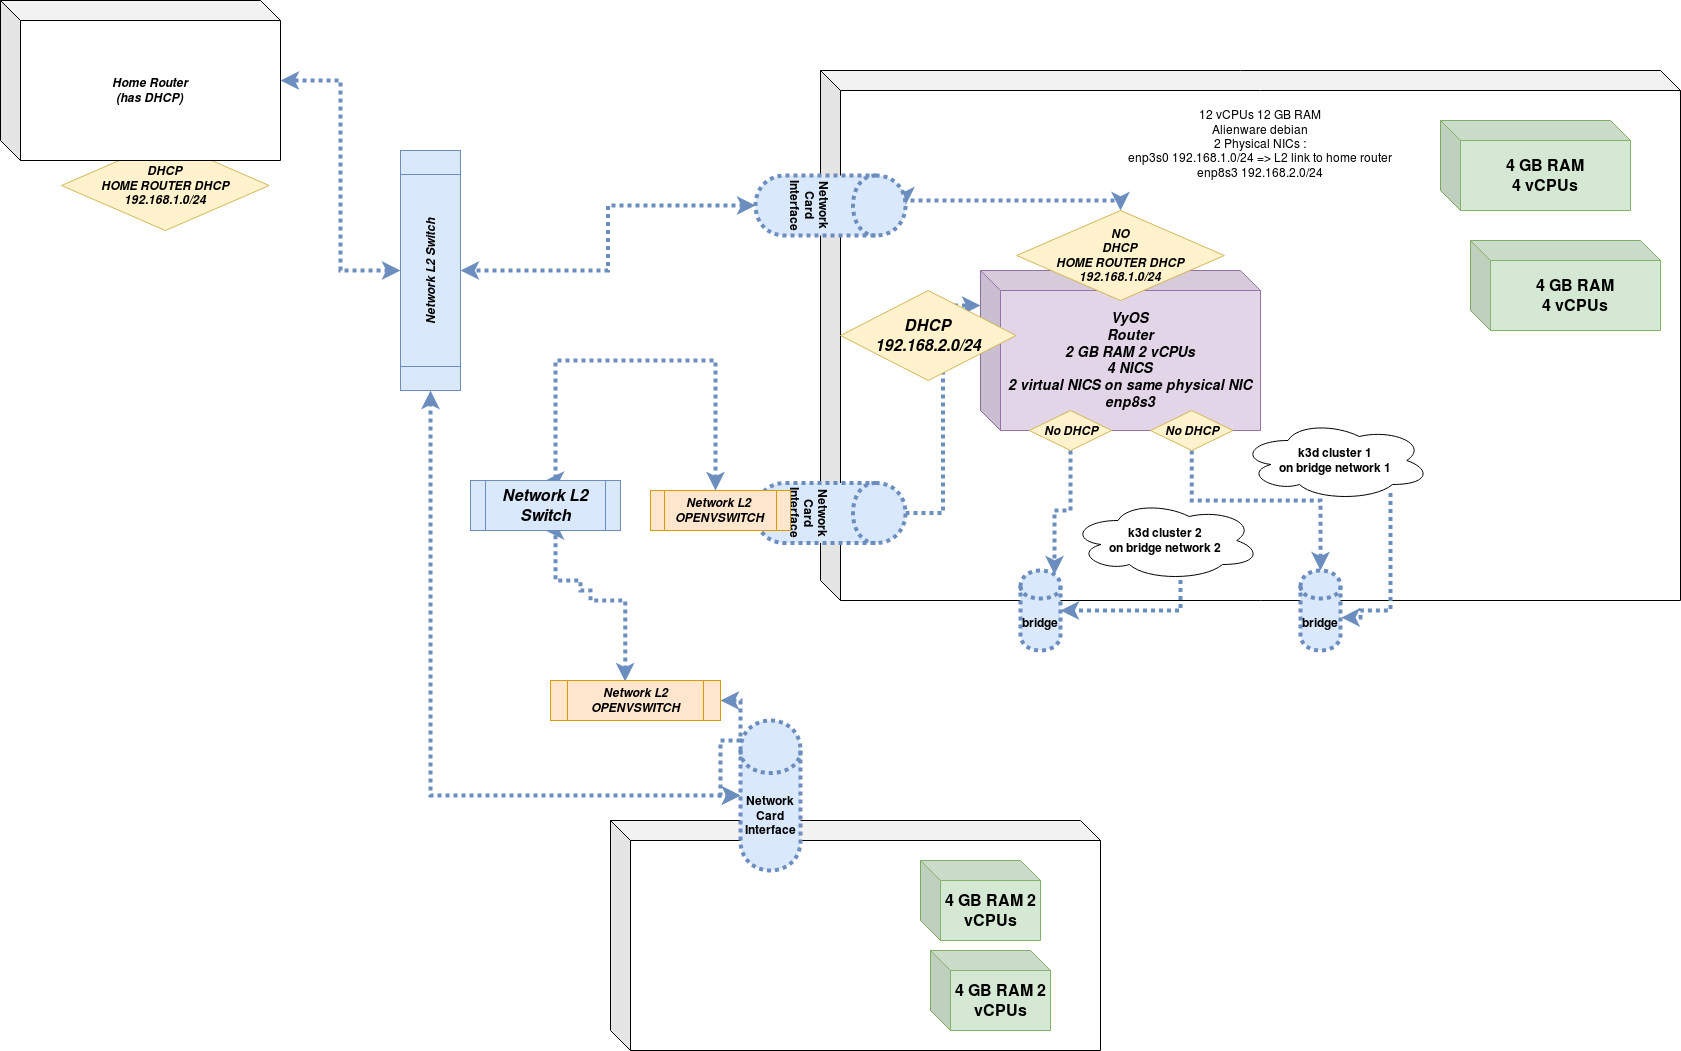 Home Router
(has DHCP)
DHCP
HOME ROUTER DHCP
192.168.1.0/24
Network L2 Switch
12 vCPUs 12 GB RAM
Alienware debian
2 Physical NICs :
enp3s0 192.168.1.0/24 => L2 link to home router
enp8s3 192.168.2.0/24
4 GB RAM
4 vCPUs
4 GB RAM
4 vCPUs
Network
Card
Interface
NO
DHCP
HOME ROUTER DHCP
192.168.1.0/24
DHCP
192.168.2.0/24
VyOS
Router
2 GB RAM 2 vCPUs
4 NICS
2 virtual NICS on same physical NIC
enp8s3
No DHCP
No DHCP
k3d cluster 1
on bridge network 1
k3d cluster 2
on bridge network 2
Network L2
Switch
Network L2
OPENVSWITCH
Network
Card
Interface
bridge
bridge
Network L2
OPENVSWITCH
Network
Card
Interface
4 GB RAM 2
vCPUs
4 GB RAM 2
vCPUs